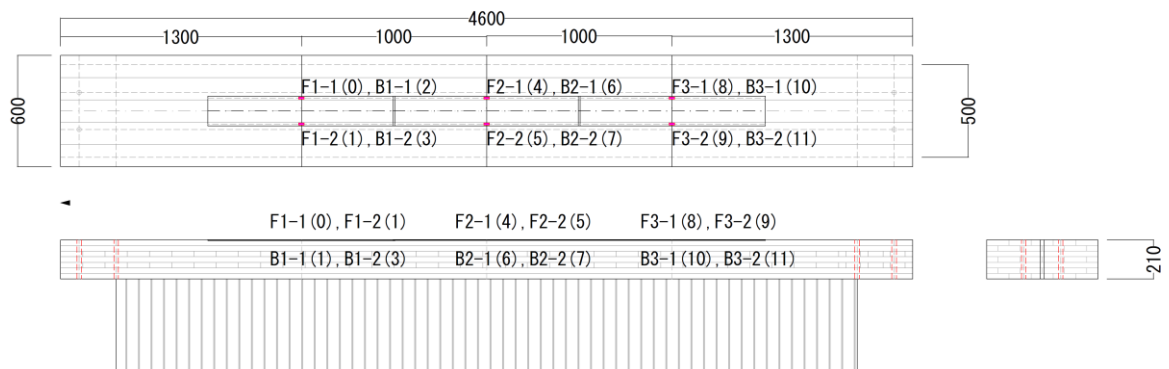 4600
1300 1000 1000 1300
F1-1(0), B1-1(2) F2-1(4), B2-1(6) F3-1(8), B3-1(10)
600
500
F1-2(1), B1-2(3) F2-2(5), B2-2(7) F3-2(9), B3-2(11)
F1-1(0), F1-2(1) F2-1(4), F2-2(5) F3-1(8), F3-2(9)
B1-1(1), B1-2(3) B2-1(6), B2-2(7) B3-1(10), B3-2(11)
210